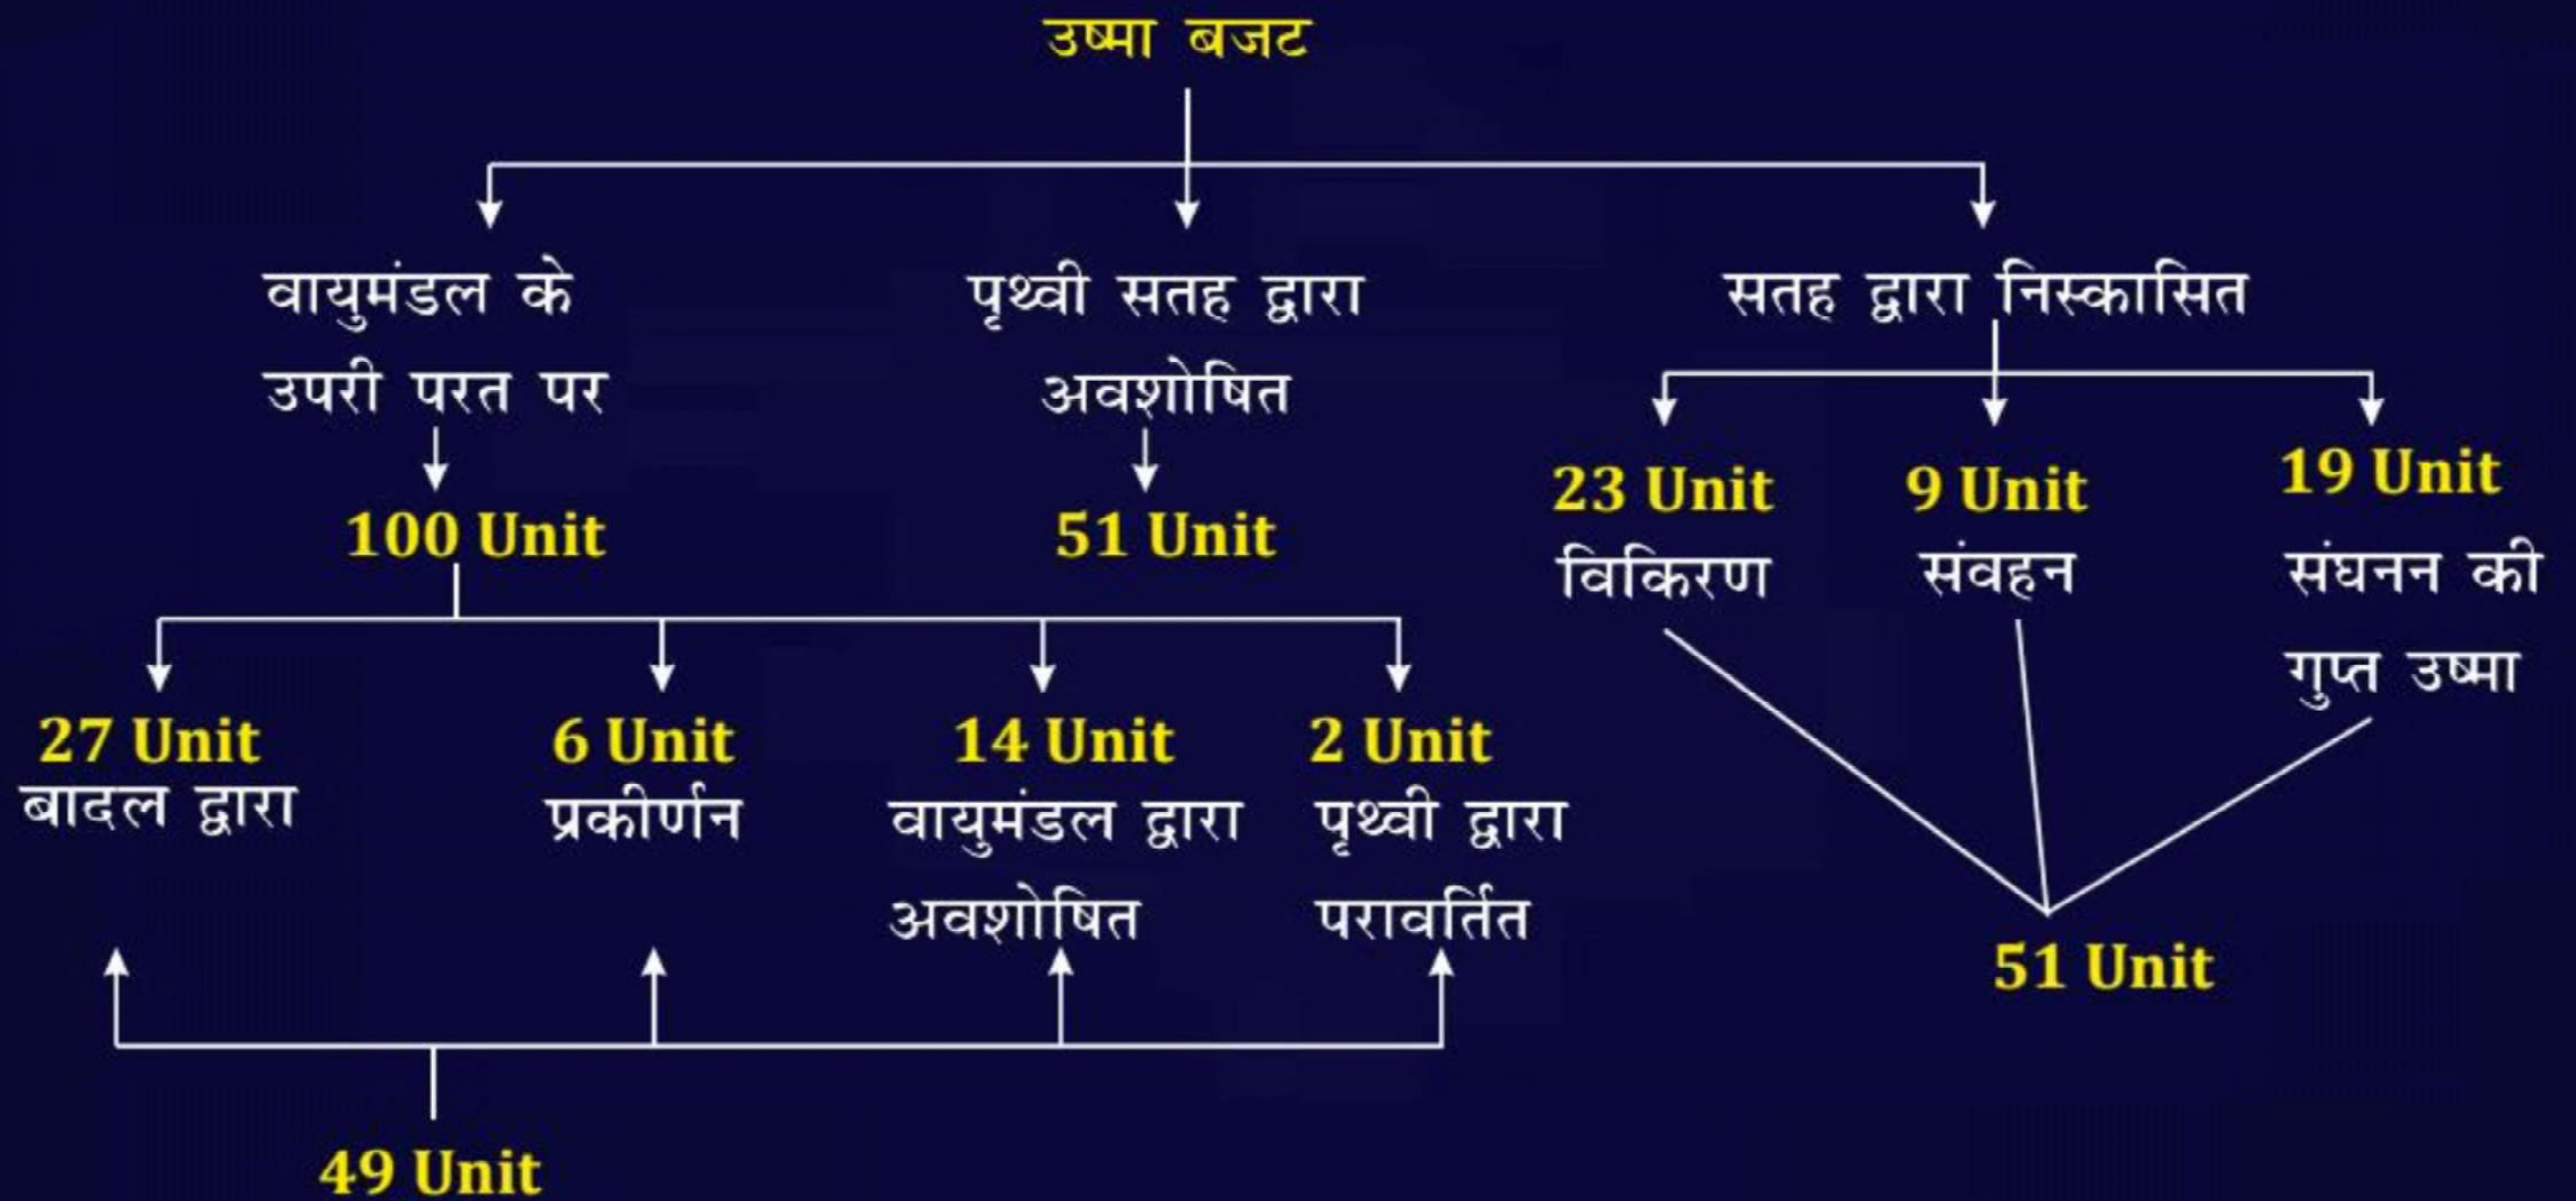 उष्मा बजट
वायुमंडल के
उपरी परत पर
100 Unit
पृथ्वी सतह द्वारा
अवशोषित
51 Unit
सतह द्वारा निस्कासित
23 Unit
विकिरण
9 Unit
संवहन
19 Unit
संघनन की
गुप्त उष्मा
27 Unit
बादल द्वारा
6 Unit
प्रकीर्णन
14 Unit
वायुमंडल द्वारा
अवशोषित
2 Unit
पृथ्वी द्वारा
परावर्तित
51 Unit
49 Unit